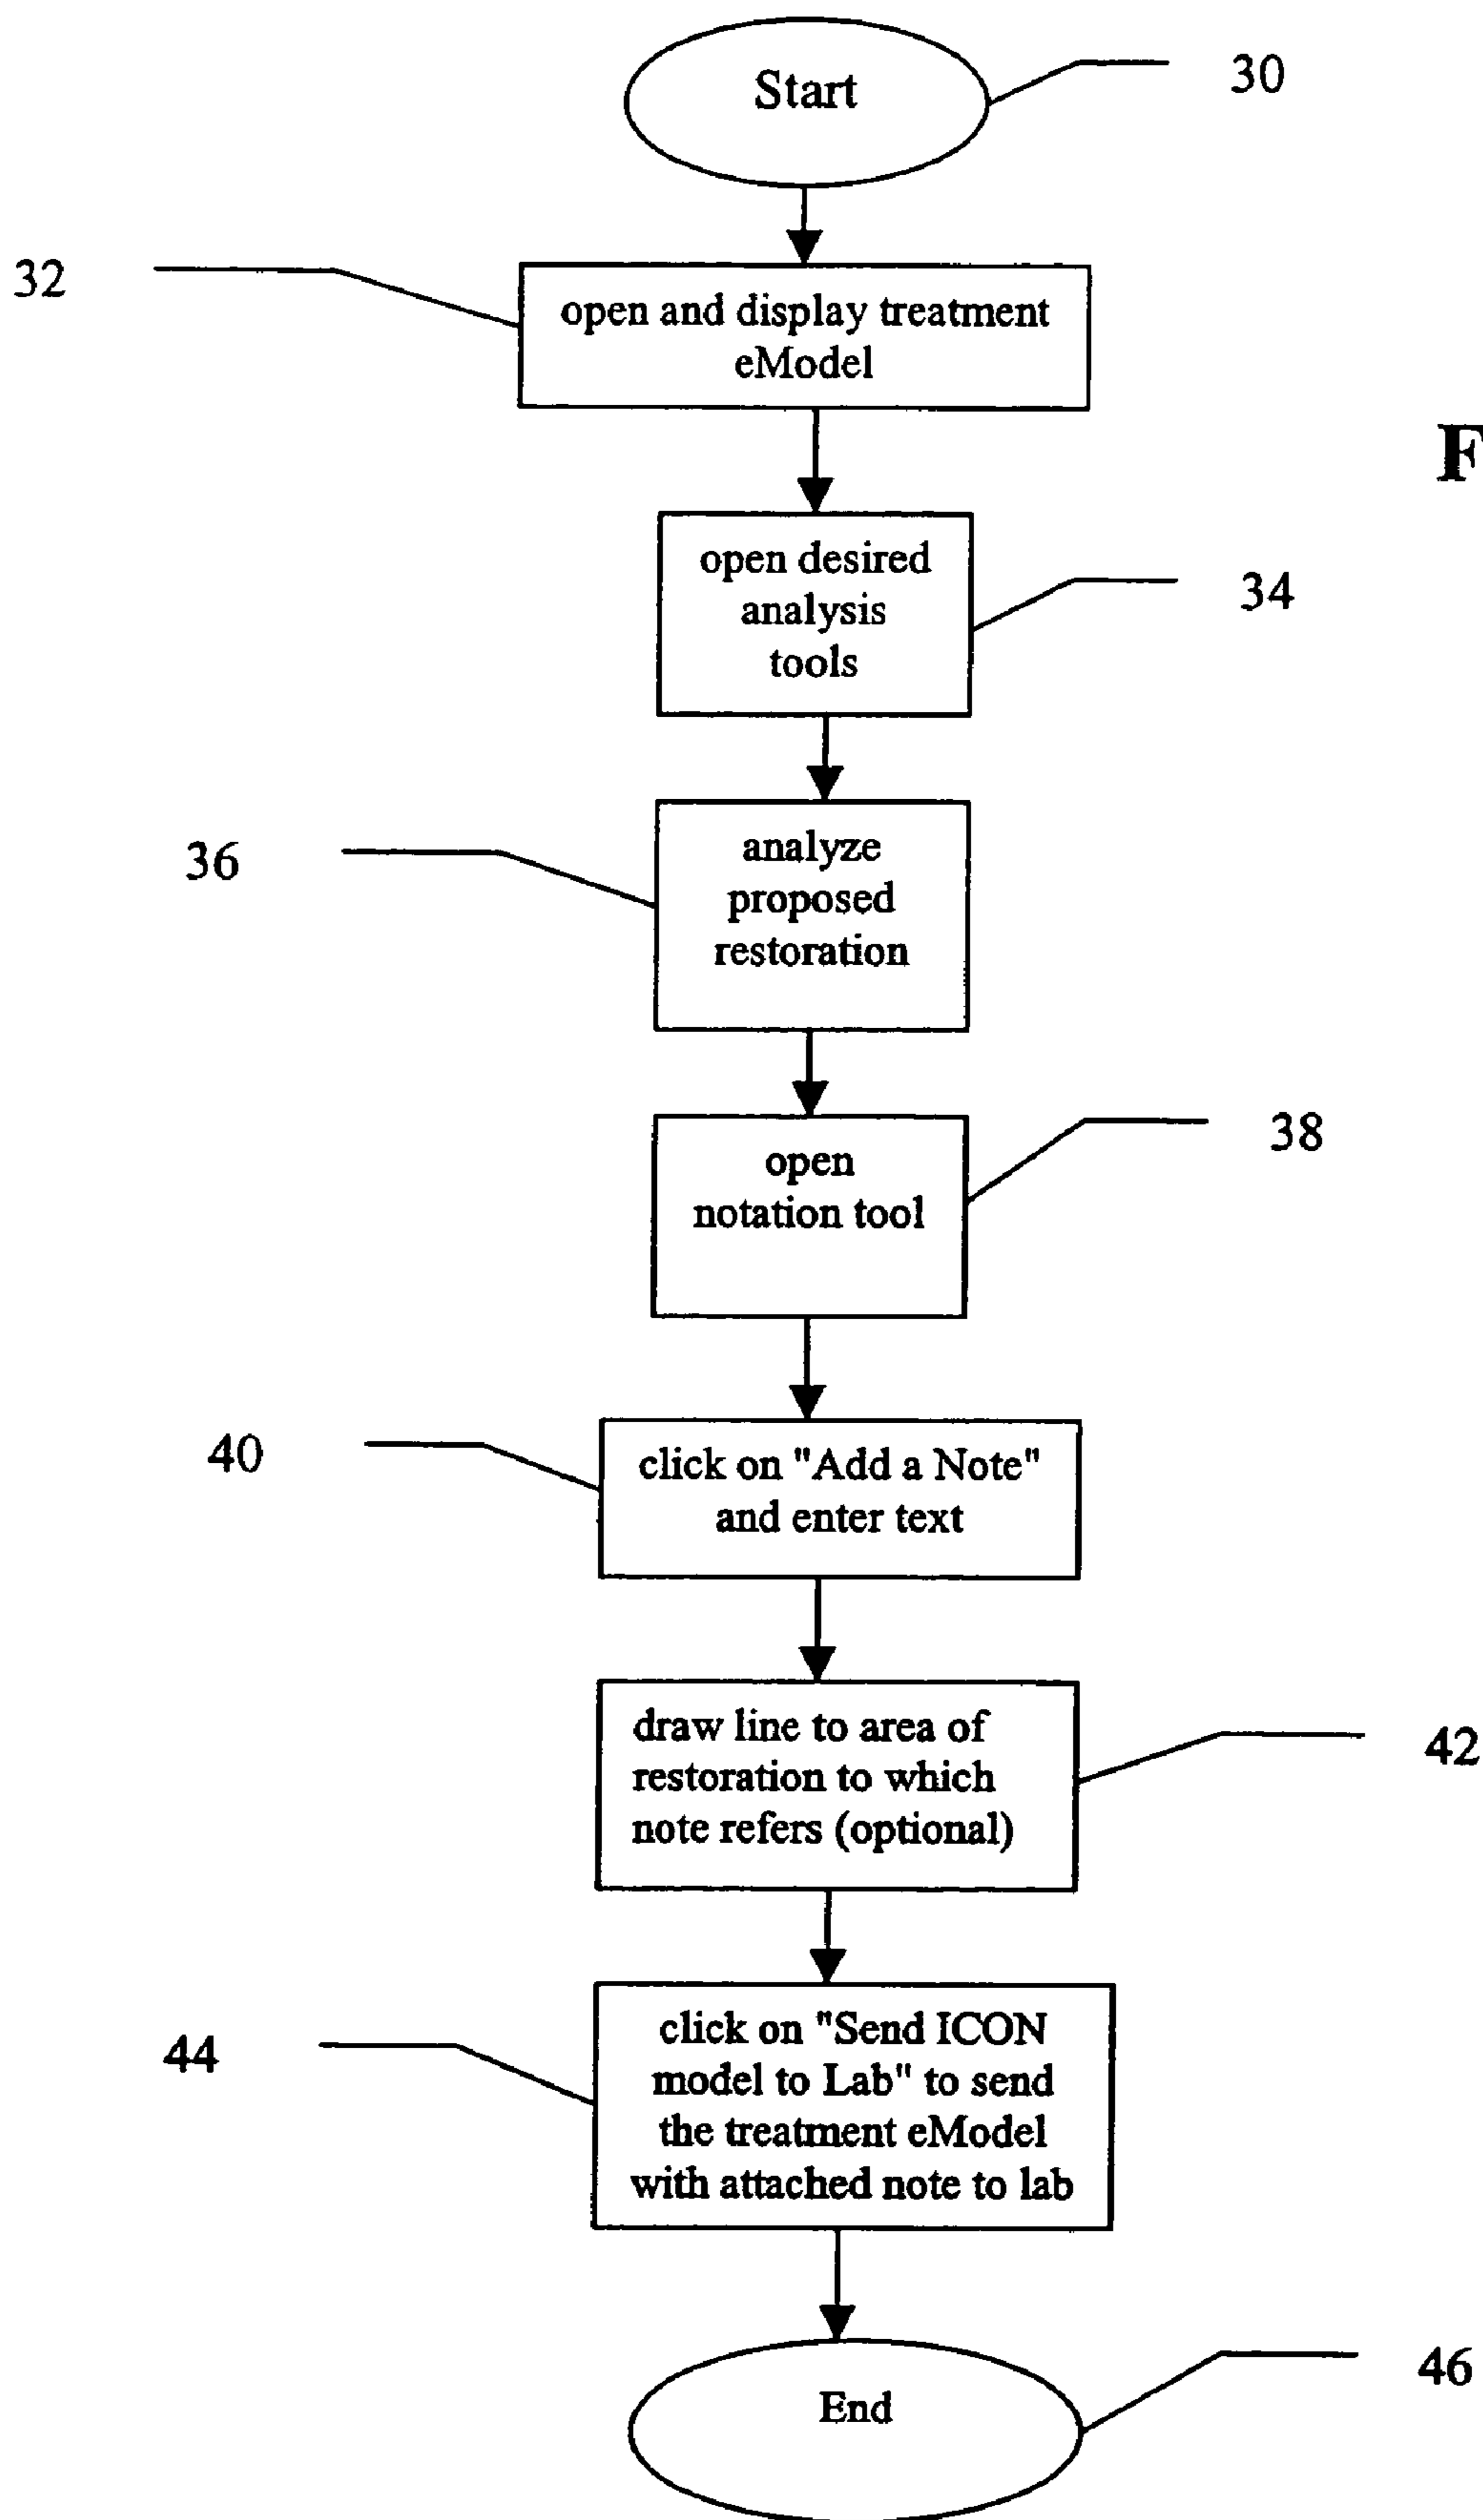 Start
30
32
open and display treatment
eModel
F
open desired
analysis
tools
34
36
analyze
proposed
restoration
38
open
notation tool
40
click on "Add a Note"
and enter text
draw line to area of
restoration to which
note refers (optional)
42
44
click on "Send ICON
model to Lab" to send
the treatment eModel
with attached note to lab
46
End